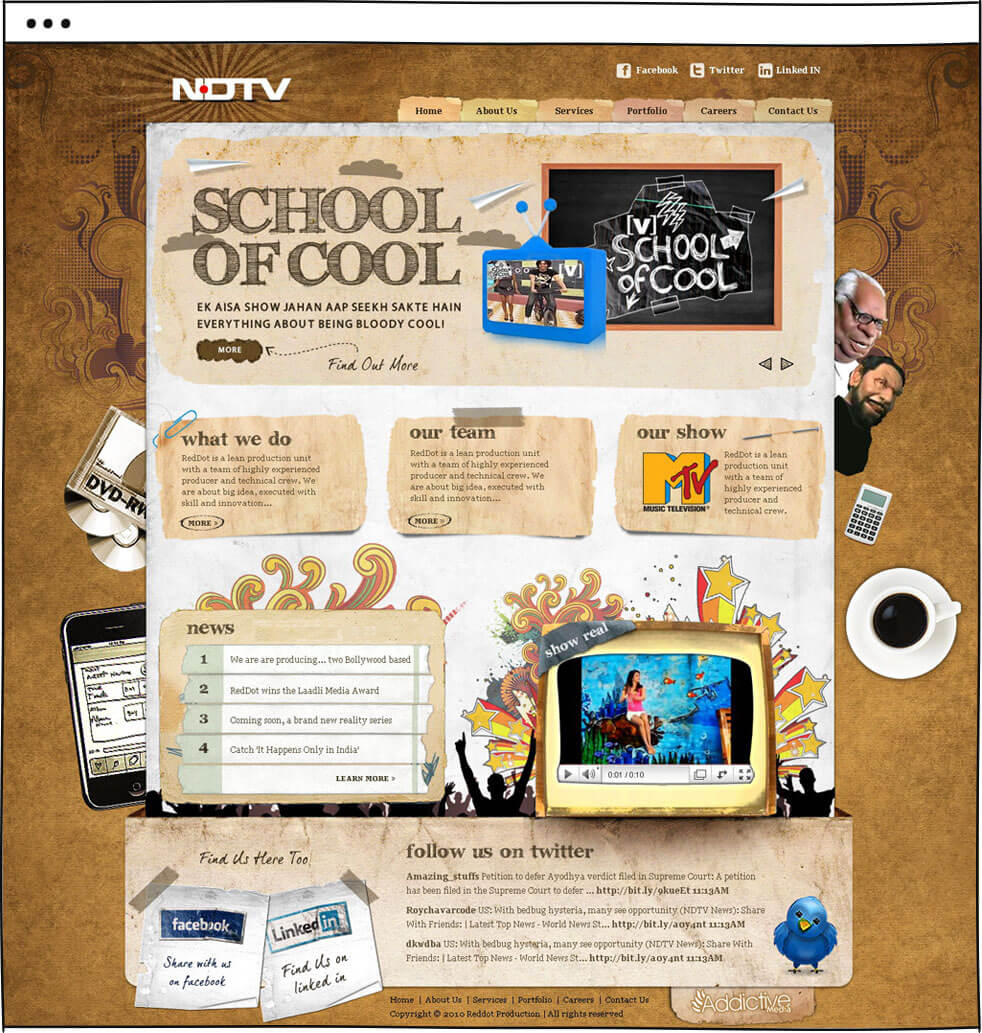 NDTV
Facebook Twitter Linked IN
Home About Us Services Portfolio Careers Contact Us
SCHOOL
OF COOL
EK AISA SHOW JAHAN AAP SEEKH SAKTE HAIN
EVERYTHING ABOUT BEING BLOODY COOL!
MORE
Find Out More
[V]
[V]
SCHOOL
OF COOL
what we do
RedDot is a lean production unit
with a team of highly experienced
producer and technical crew. We
are about big idea, executed with
skill and innovation...
MORE »
our team
RedDot is a lean production unit
with a team of highly experienced
producer and technical crew. We
are about big idea, executed with
skill and innovation...
MORE »
our show
MTV
MUSIC TELEVISION®
RedDot is a lean
production unit
with a team of
highly experienced
producer and
technical crew.
DVD-RW
news
1 We are are producing... two Bollywood based
2 RedDot wins the Laadli Media Award
3 Coming soon, a brand new reality series
4 Catch 'It Happens Only in India'
LEARN MORE >
show real
0:01 / 0:10
Find Us Here Too
facebook
Share with us
on facebook
Linked in
Find Us on
linked in
follow us on twitter
Amazing_stuffs Petition to defer Ayodhya verdict filed in Supreme Court: A petition
has been filed in the Supreme Court to defer ... http://bit.ly/9kueEt 11:13AM
Roychavarcode US: With bedbug hysteria, many see opportunity (NDTV News): Share
With Friends: | Latest Top News - World News St... http://bit.ly/aoy4nt 11:13AM
dkwdba US: With bedbug hysteria, many see opportunity (NDTV News): Share With
Friends: | Latest Top News - World News St... http://bit.ly/aoy4nt 11:13AM
Home | About Us | Services | Portfolio | Careers | Contact Us
Copyright © 2010 Reddot Production | All rights reserved
Addictive
Media